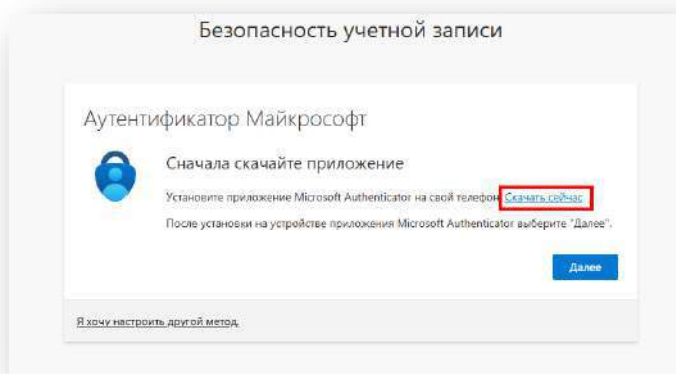 Безопасность учетной записи
Аутентификатор Майкрософт
Сначала скачайте приложение
Установите приложение Microsoft Authenticator на свой телефон Скачать сейчас
После установки на устройстве приложения Microsoft Authenticator выберите "Далее".
Далее
Я хочу настроить другой метод.